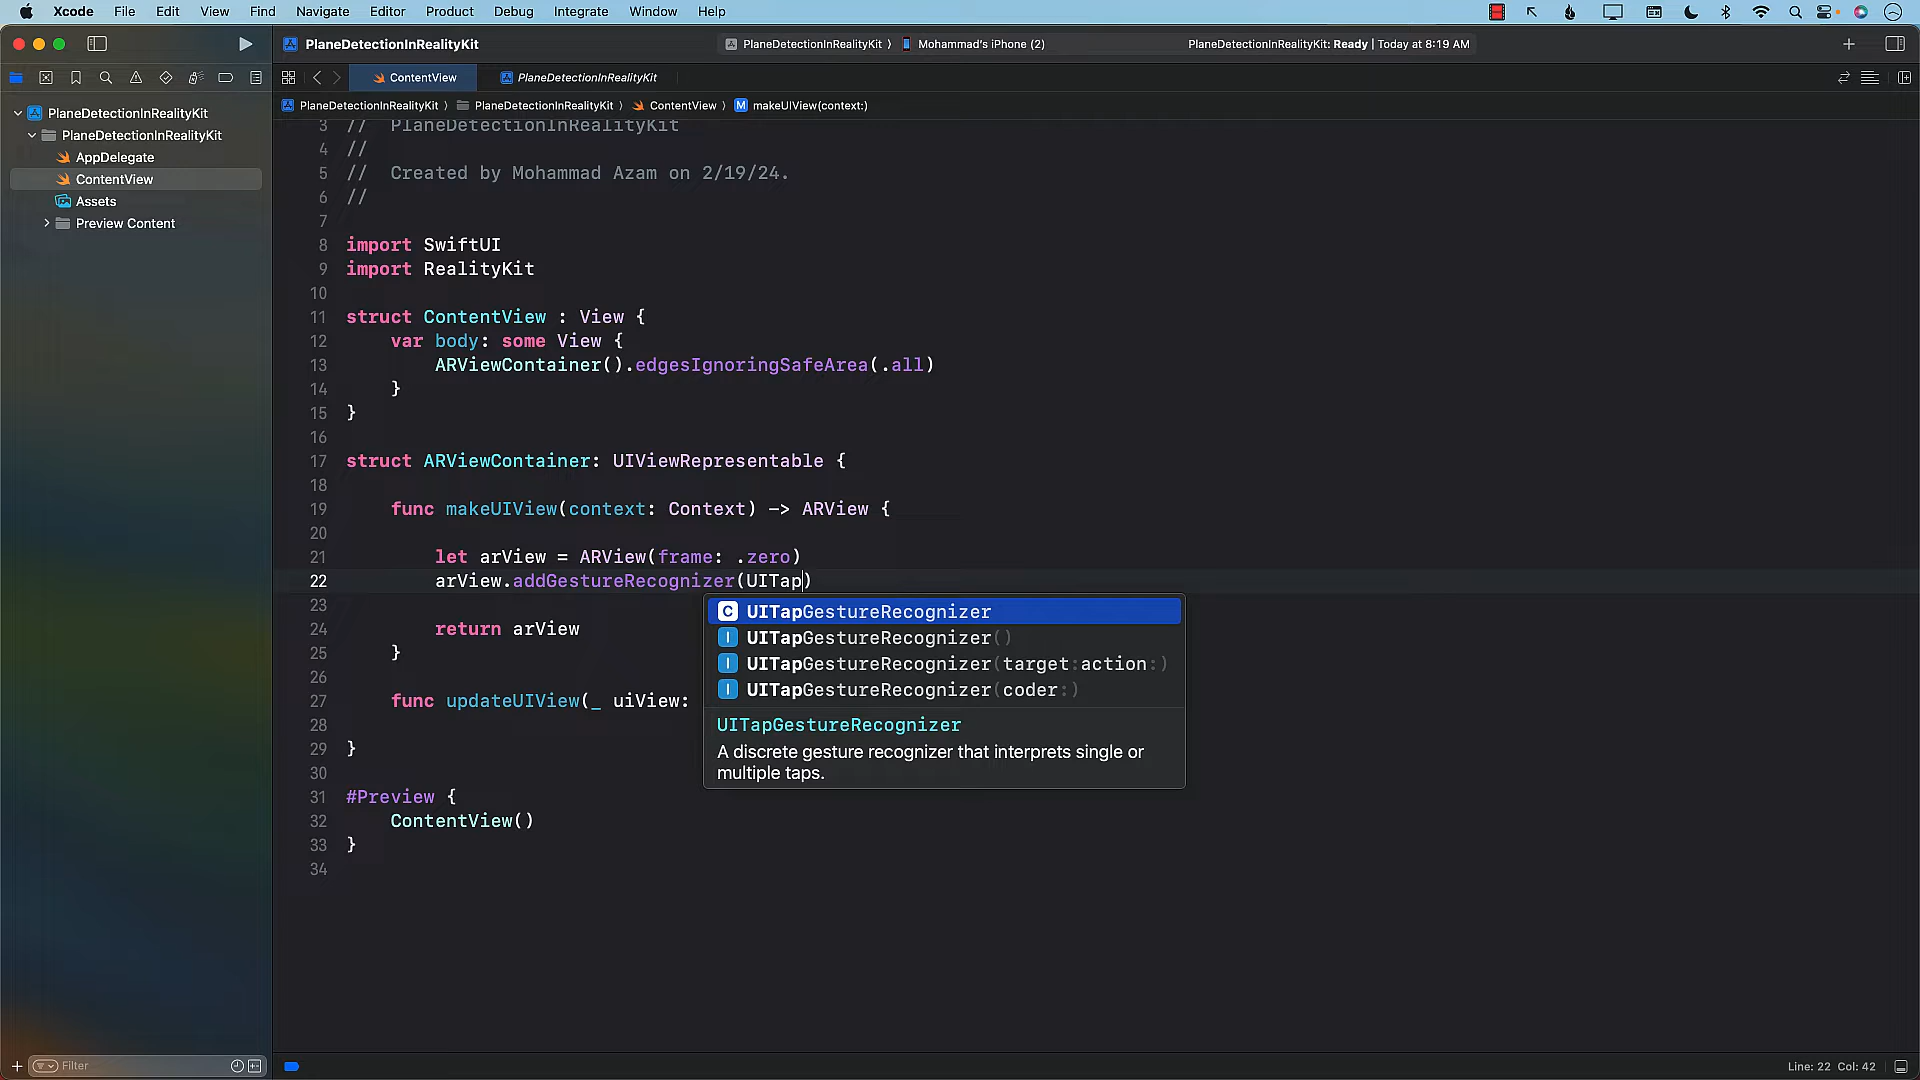 Xcode File Edit View Find Navigate Editor Product Debug Integrate Window Help
PlaneDetectionInRealityKit PlaneDetectionInRealityKit 〉 Mohammad's iPhone (2) PlaneDetectionInRealityKit: Ready | Today at 8:19 AM
ContentView PlaneDetectionInRealityKit
PlaneDetectionInRealityKit 〉 PlaneDetectionInRealityKit 〉 ContentView 〉 M makeUIView(context:)
PlaneDetectionInRealityKit
PlaneDetectionInRealityKit
AppDelegate
ContentView
Assets
Preview Content
3 //  PlaneDetectionInRealityKit
4 //
5 //  Created by Mohammad Azam on 2/19/24.
6 //
7
8 import SwiftUI
9 import RealityKit
10
11 struct ContentView : View {
12 var body: some View {
13 ARViewContainer().edgesIgnoringSafeArea(.all)
14 }
15 }
16
17 struct ARViewContainer: UIViewRepresentable {
18
19 func makeUIView(context: Context) -> ARView {
20
21 let arView = ARView(frame: .zero)
22 arView.addGestureRecognizer(UITap)
23
24 return arView
25 }
26
27 func updateUIView(_ uiView:
28
29 }
30
31 #Preview {
32 ContentView()
33 }
34
C UITapGestureRecognizer
I UITapGestureRecognizer()
I UITapGestureRecognizer(target:action:)
I UITapGestureRecognizer(coder:)
UITapGestureRecognizer
A discrete gesture recognizer that interprets single or
multiple taps.
Filter
Line: 22 Col: 42